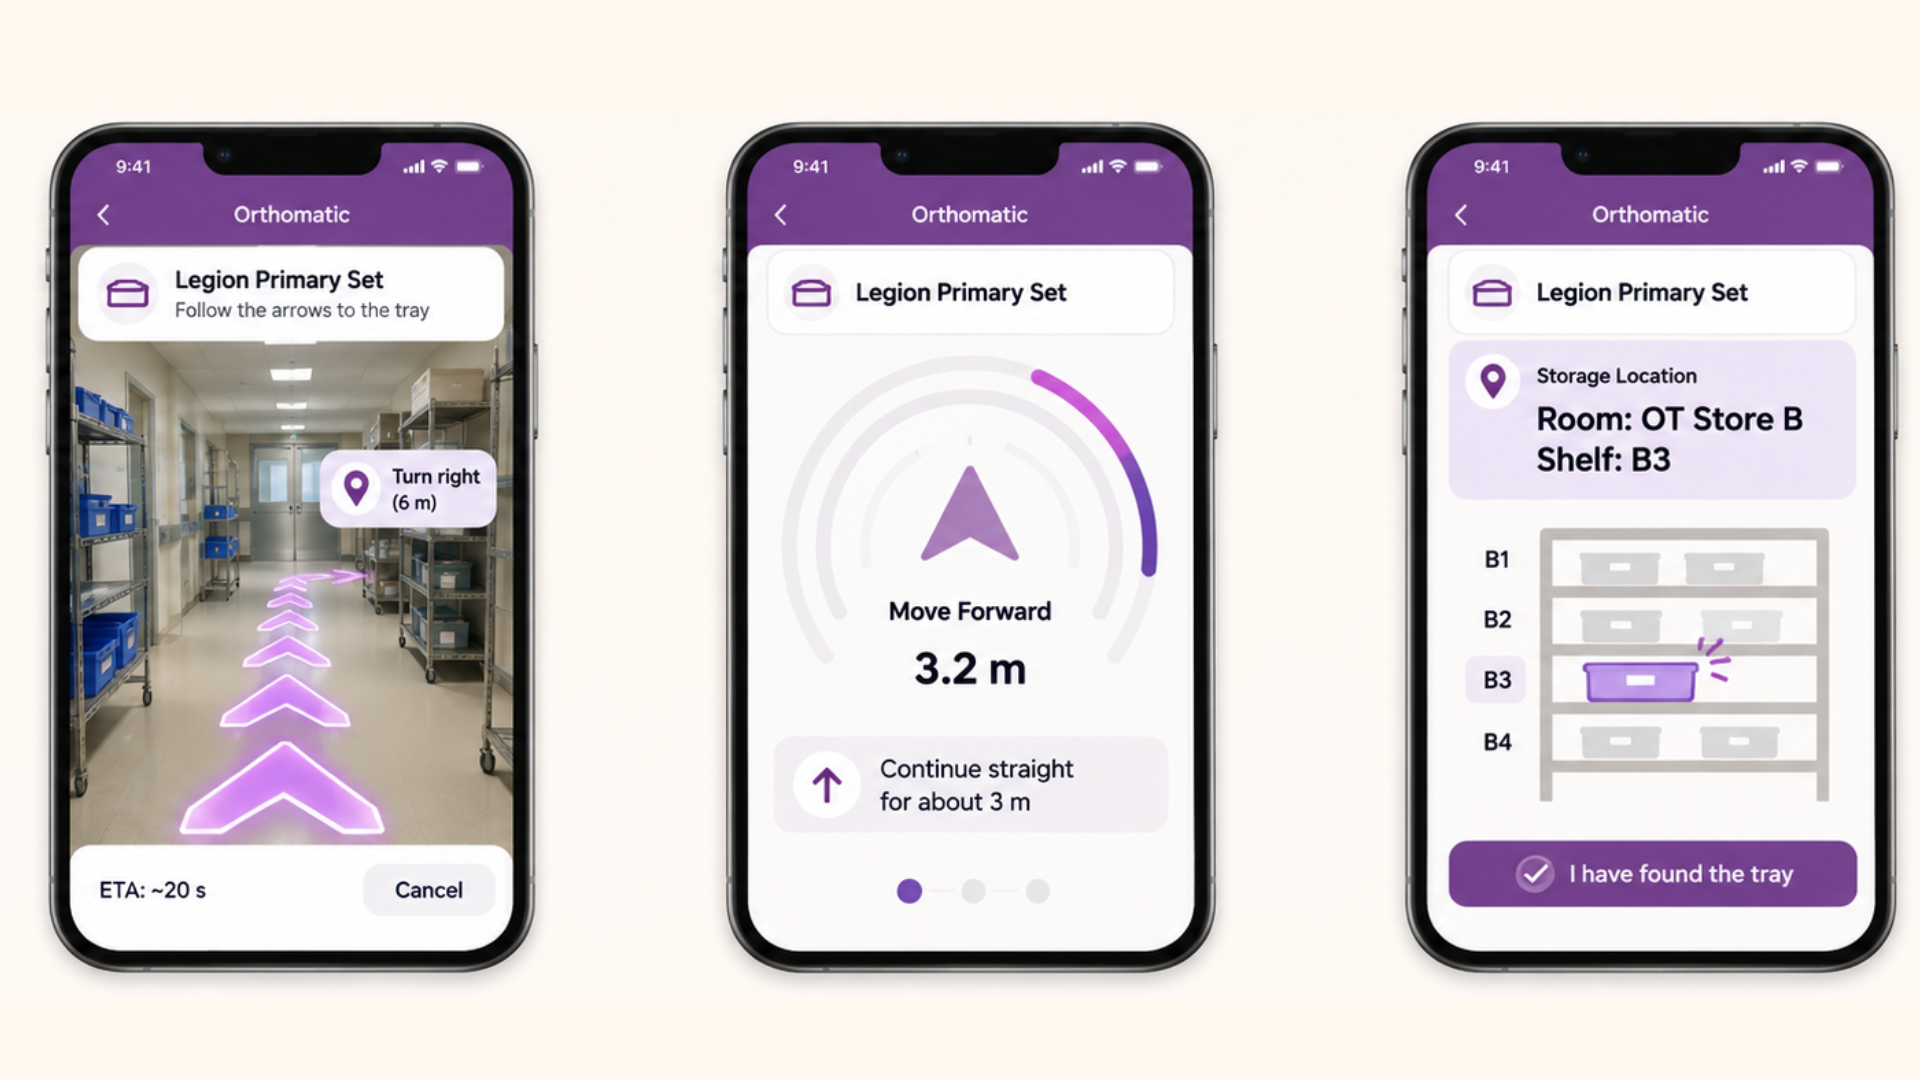 9:41
Orthomatic
Legion Primary Set
Follow the arrows to the tray
Turn right
(6 m)
ETA: ~20 s
Cancel
9:41
Orthomatic
Legion Primary Set
Move Forward
3.2 m
Continue straight
for about 3 m
9:41
Orthomatic
Legion Primary Set
Storage Location
Room: OT Store B
Shelf: B3
B1
B2
B3
B4
I have found the tray